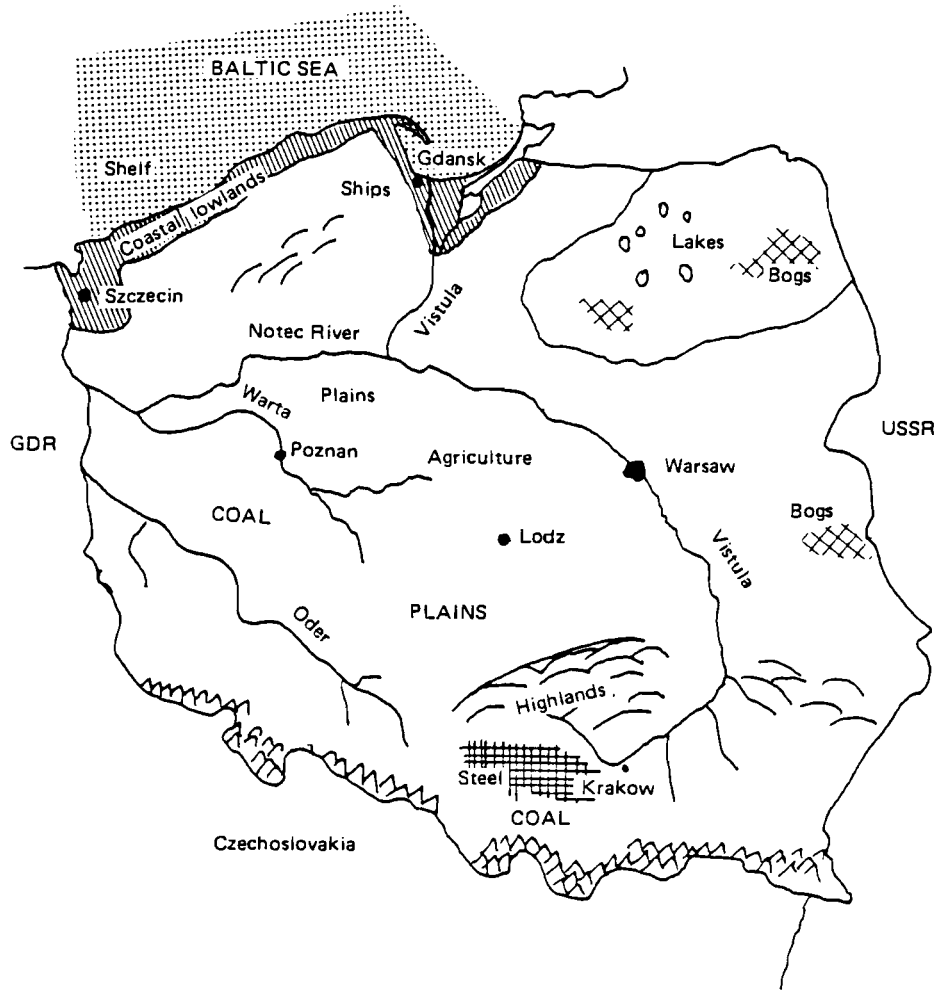 BALTIC SEA
Shelf
Gdansk
Ships
Coastal lowlands
Lakes
Bogs
Szczecin
Vistula
Notec River
Warta
Plains
GDR
USSR
Poznan
Agriculture
Warsaw
COAL
Bogs
Lodz
Vistula
Oder
PLAINS
Highlands
Steel
Krakow
COAL
Czechoslovakia